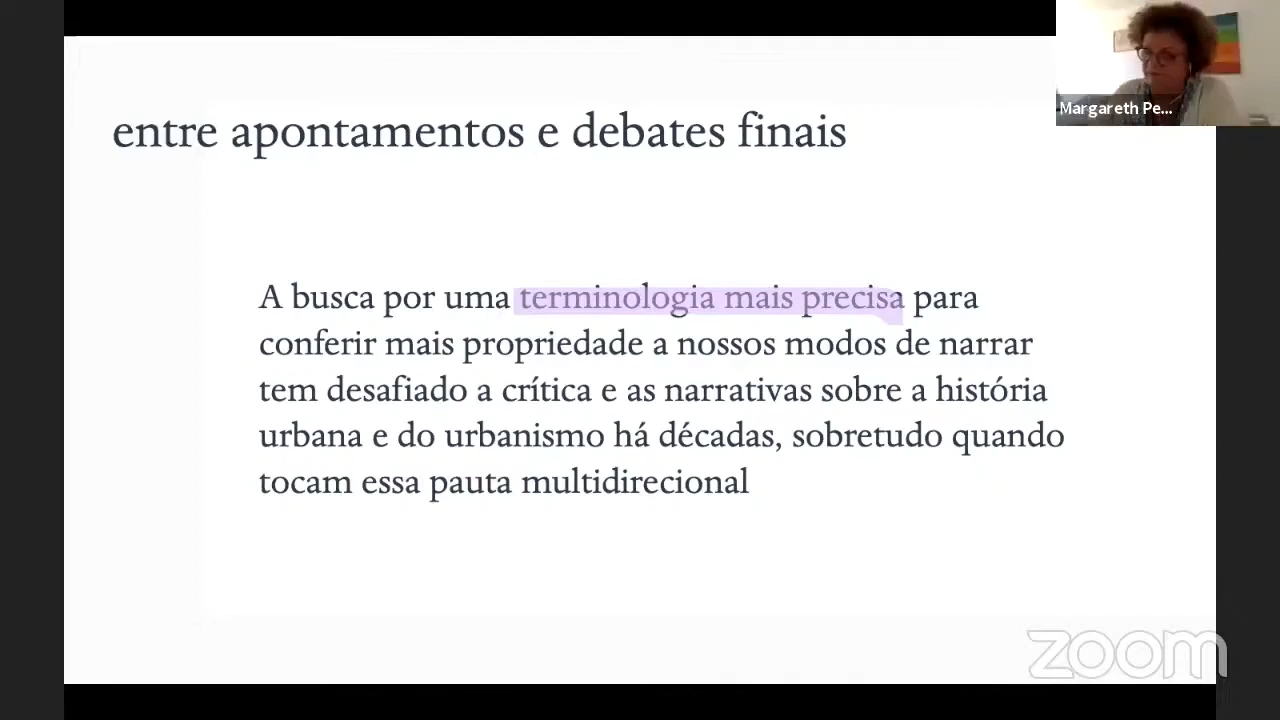 entre apontamentos e debates finais
Margareth Pe...
A busca por uma terminologia mais precisa para
conferir mais propriedade a nossos modos de narrar
tem desafiado a crítica e as narrativas sobre a história
urbana e do urbanismo há décadas, sobretudo quando
tocam essa pauta multidirecional
zoom